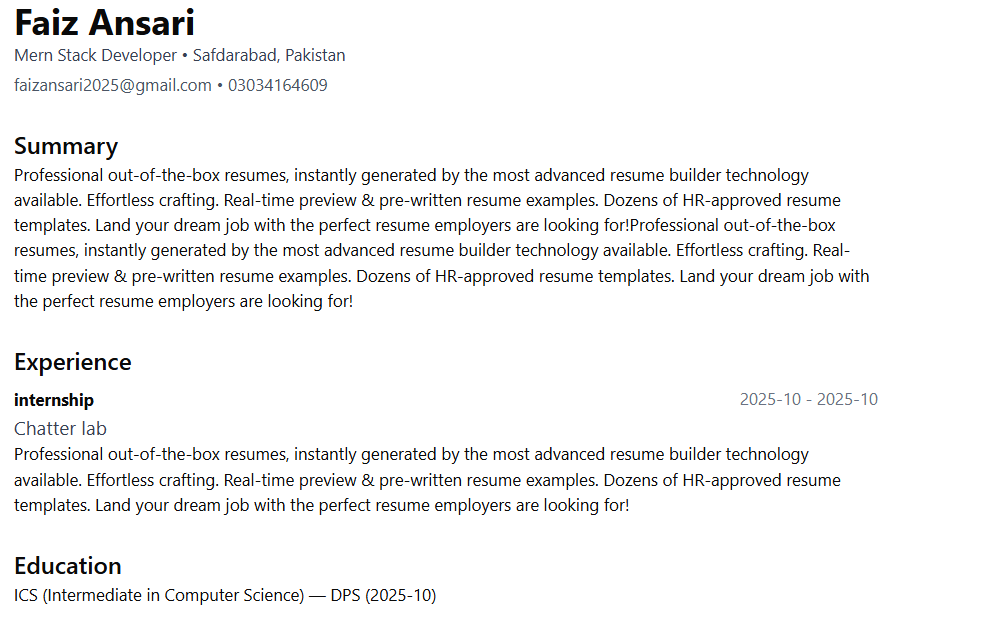 Faiz Ansari
Mern Stack Developer • Safdarabad, Pakistan
faizansari2025@gmail.com • 03034164609
Summary
Professional out-of-the-box resumes, instantly generated by the most advanced resume builder technology
available. Effortless crafting. Real-time preview & pre-written resume examples. Dozens of HR-approved resume
templates. Land your dream job with the perfect resume employers are looking for!Professional out-of-the-box
resumes, instantly generated by the most advanced resume builder technology available. Effortless crafting. Real-
time preview & pre-written resume examples. Dozens of HR-approved resume templates. Land your dream job with
the perfect resume employers are looking for!
Experience
internship 2025-10 - 2025-10
Chatter lab
Professional out-of-the-box resumes, instantly generated by the most advanced resume builder technology
available. Effortless crafting. Real-time preview & pre-written resume examples. Dozens of HR-approved resume
templates. Land your dream job with the perfect resume employers are looking for!
Education
ICS (Intermediate in Computer Science) — DPS (2025-10)